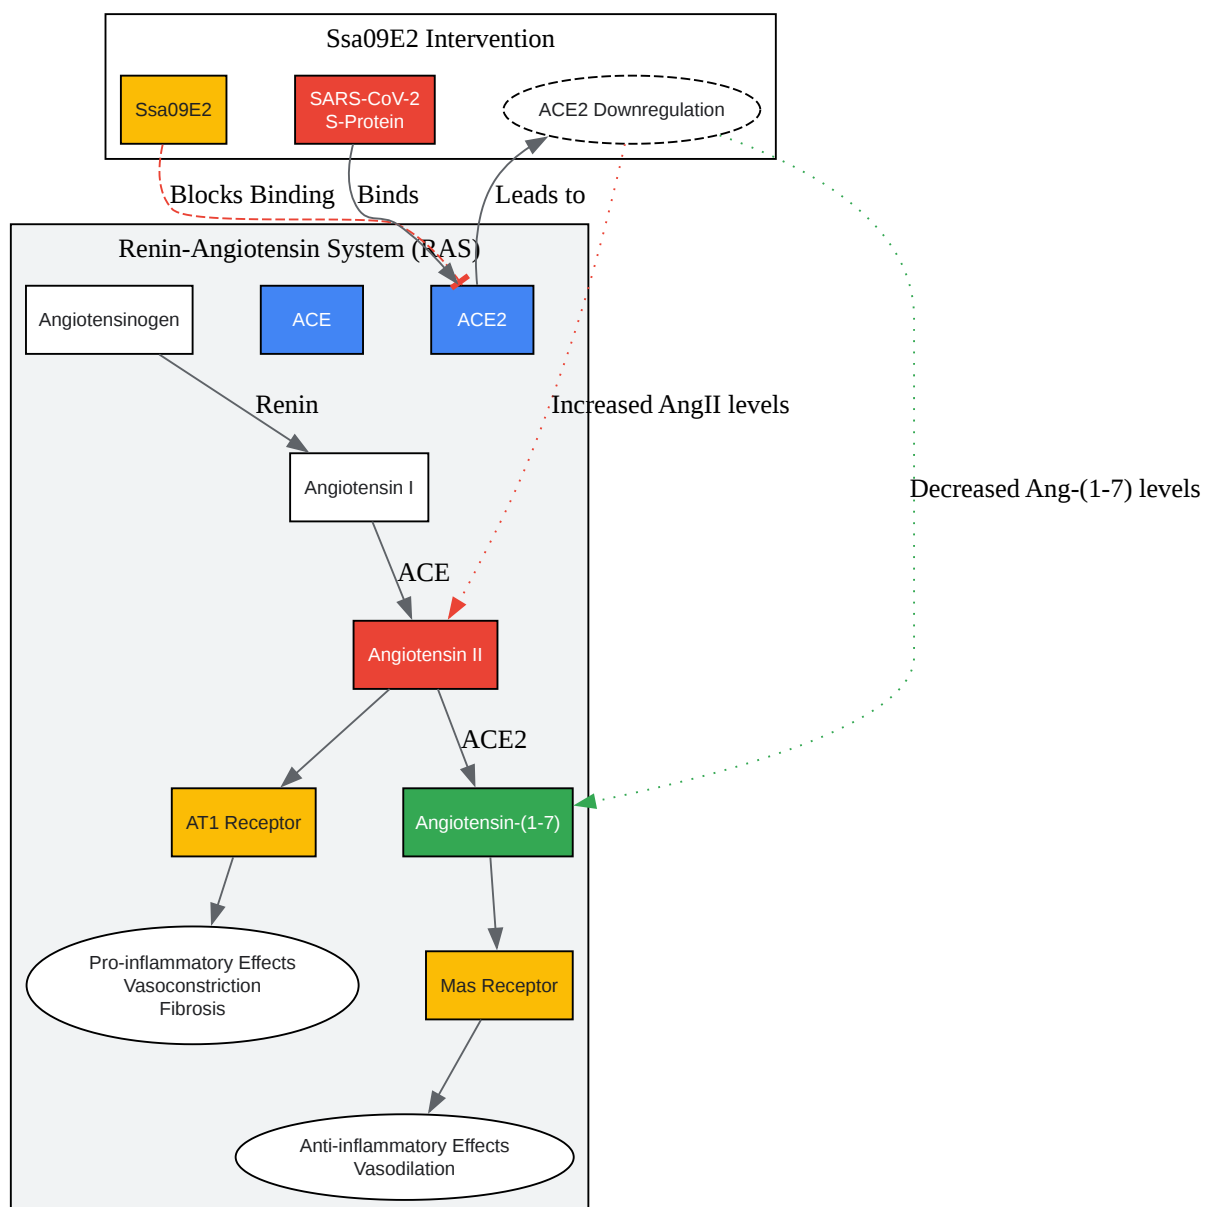 Ssa09E2 Intervention
Ssa09E2
SARS-CoV-2
S-Protein
ACE2 Downregulation
Blocks Binding
Binds
Leads to
Renin-Angiotensin System (RAS)
Angiotensinogen
ACE
ACE2
Renin
Increased AngII levels
Angiotensin I
Decreased Ang-(1-7) levels
ACE
Angiotensin II
ACE2
AT1 Receptor
Angiotensin-(1-7)
Pro-inflammatory Effects
Vasoconstriction
Fibrosis
Mas Receptor
Anti-inflammatory Effects
Vasodilation